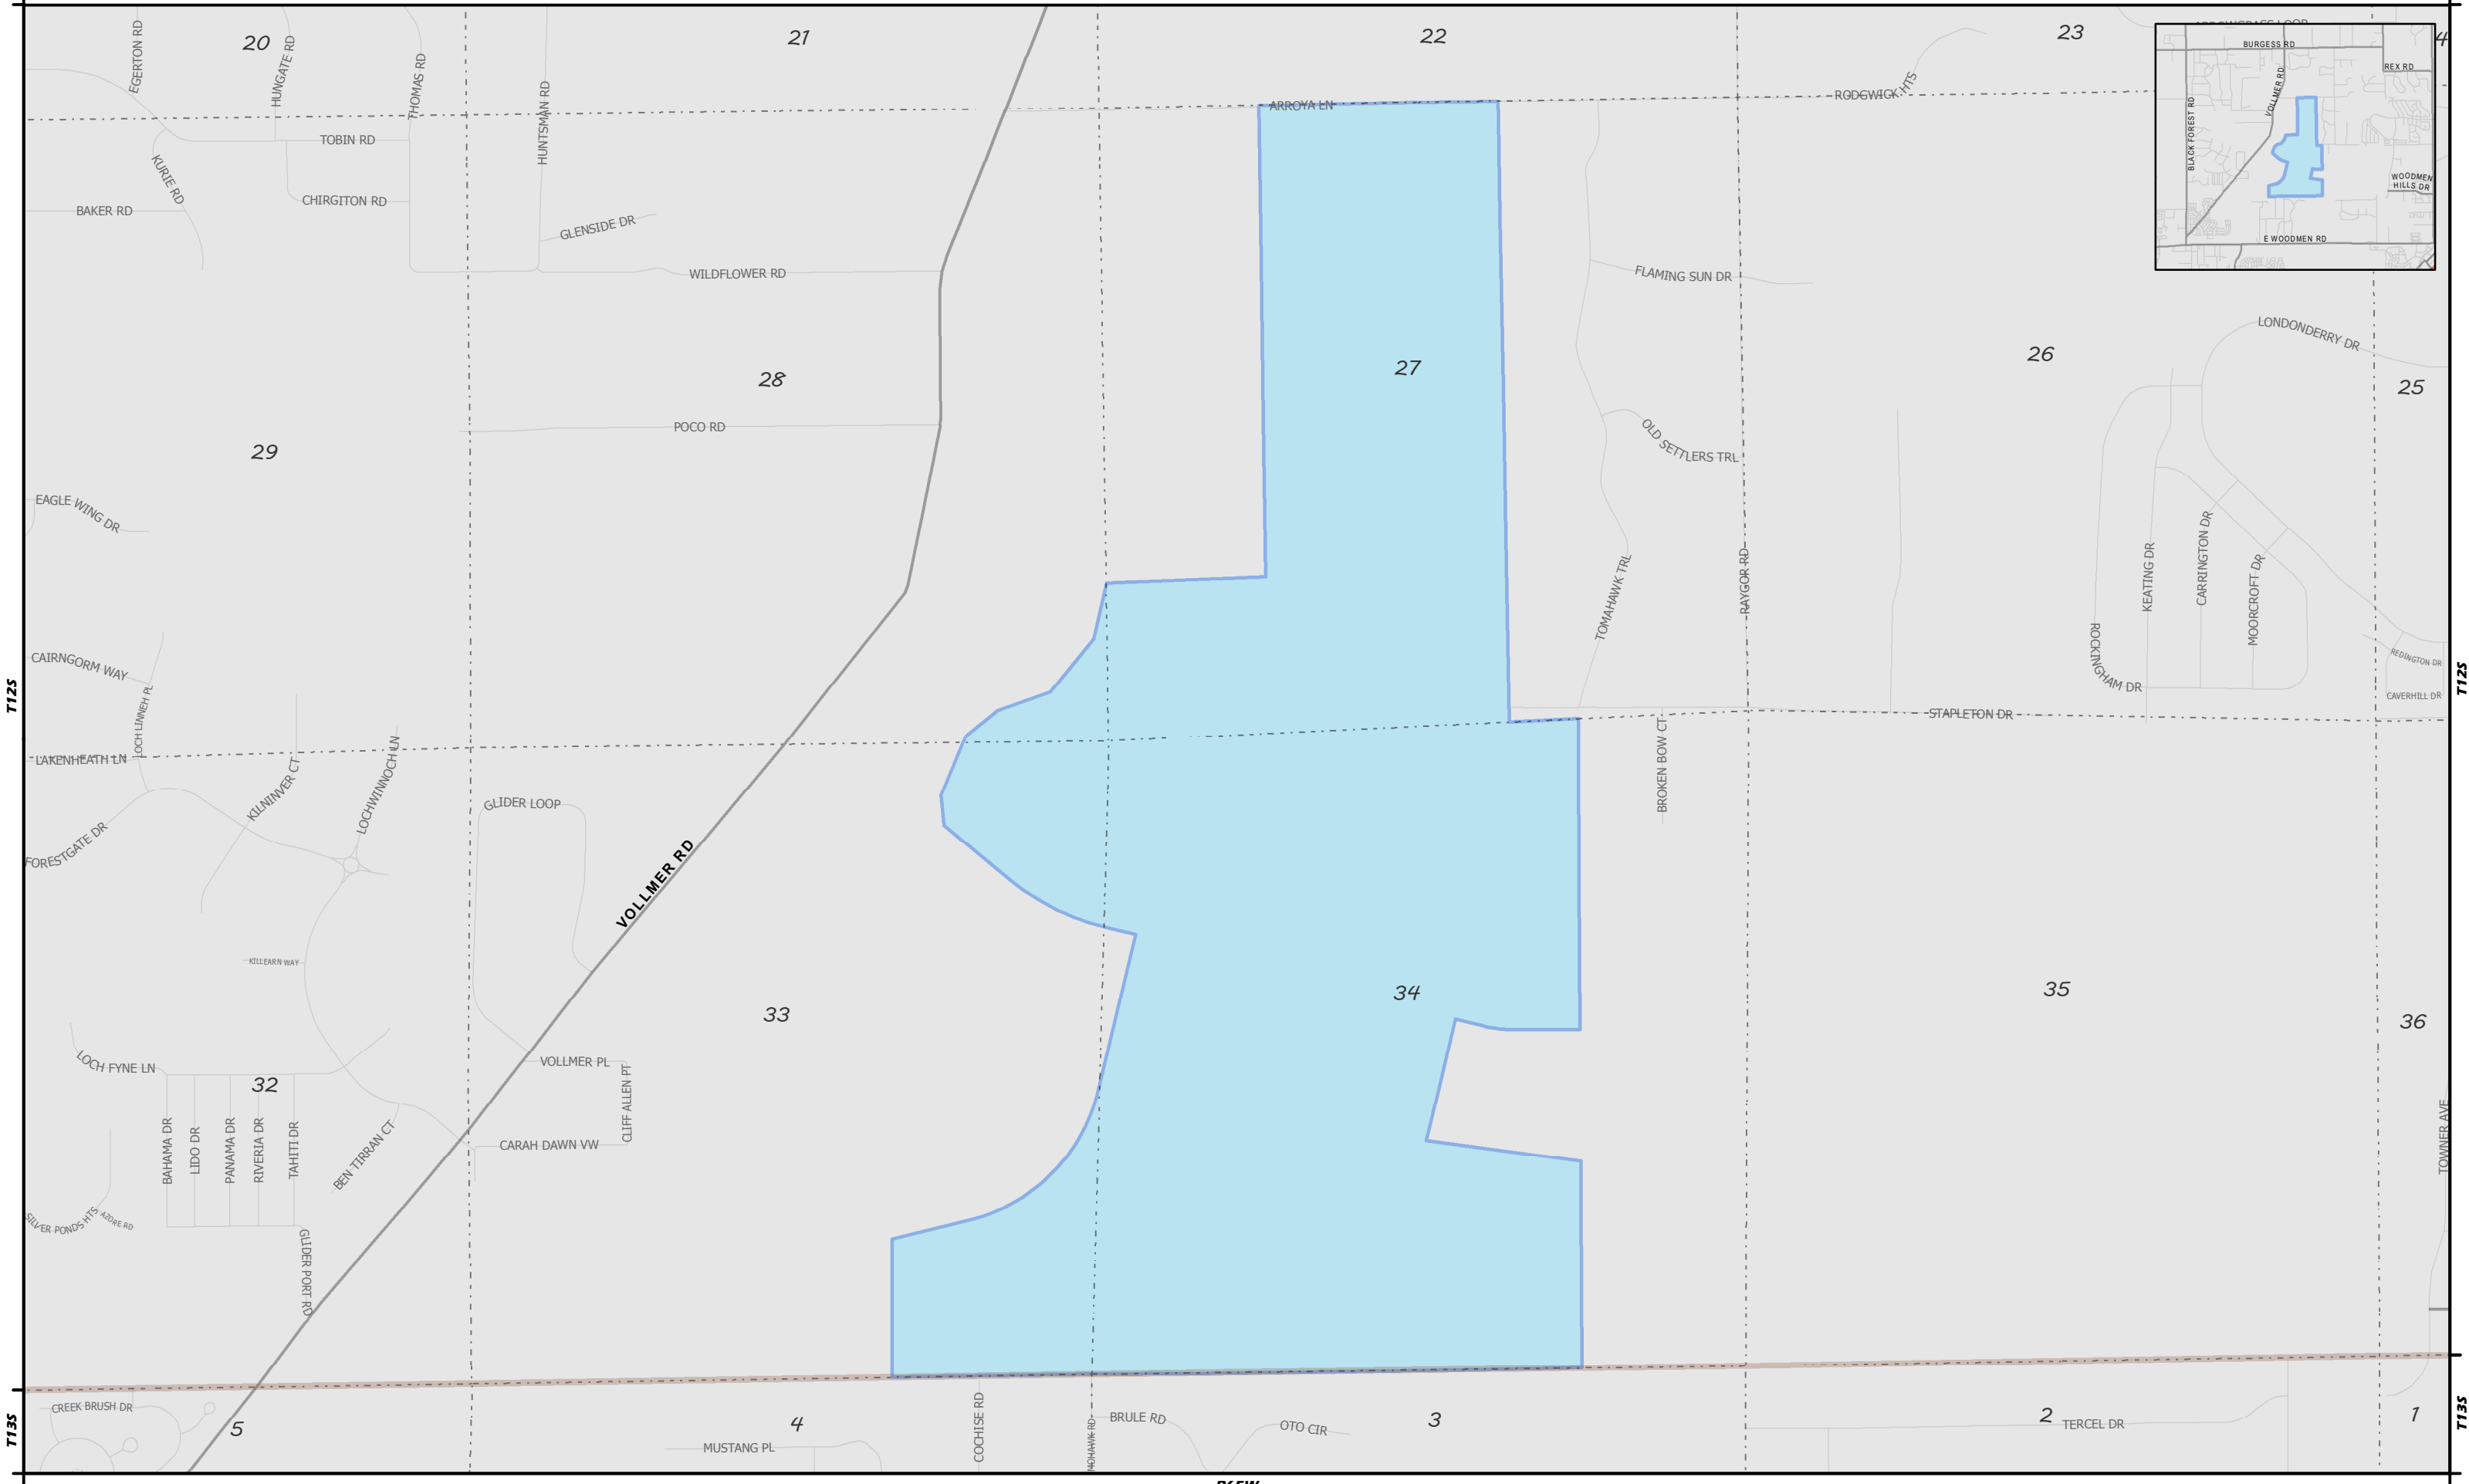 20
21
22
23
EGERTON RD
HUNGATE RD
THOMAS RD
HUNTSMAN RD
ARROYA LN
RODGWICK HTS
BURGESS RD
REX RD
VOLLMER RD
BLACK FOREST RD
WOODMEN
HILLS DR
E WOODMEN RD
TOBIN RD
KURIE RD
CHIRGITON RD
BAKER RD
GLENSIDE DR
WILDFLOWER RD
FLAMING SUN DR
LONDONDERRY DR
28
27
26
25
29
POCO RD
OLD SETTLERS TRL
EAGLE WING DR
TOMAHAWK TRL
RAYGOR RD
KEATING DR
CARRINGTON DR
MOORCROFT DR
ROCKINGHAM DR
REDINGTON DR
CAVERHILL DR
CAIRNGORM WAY
LOCH LINNEH PL
T12S
T12S
STAPLETON DR
LAKENHEATH LN
KILNINVER CT
LOCHWINNOCH LN
BROKEN BOW CT
GLIDER LOOP
FORESTGATE DR
VOLLMER RD
KILLEARN WAY
33
34
35
36
LOCH FYNE LN
32
VOLLMER PL
CLIFF ALLEN PT
CARAH DAWN VW
BAHAMA DR
LIDO DR
PANAMA DR
RIVERIA DR
TAHITI DR
BEN TIRRAN CT
TOWNER AVE
SILVER PONDS HTS
AZORE RD
GLIDER PORT RD
CREEK BRUSH DR
T13S
T13S
5
4
3
2
1
MUSTANG PL
COCHISE RD
MOHAWK RD
BRULE RD
OTO CIR
TERCEL DR